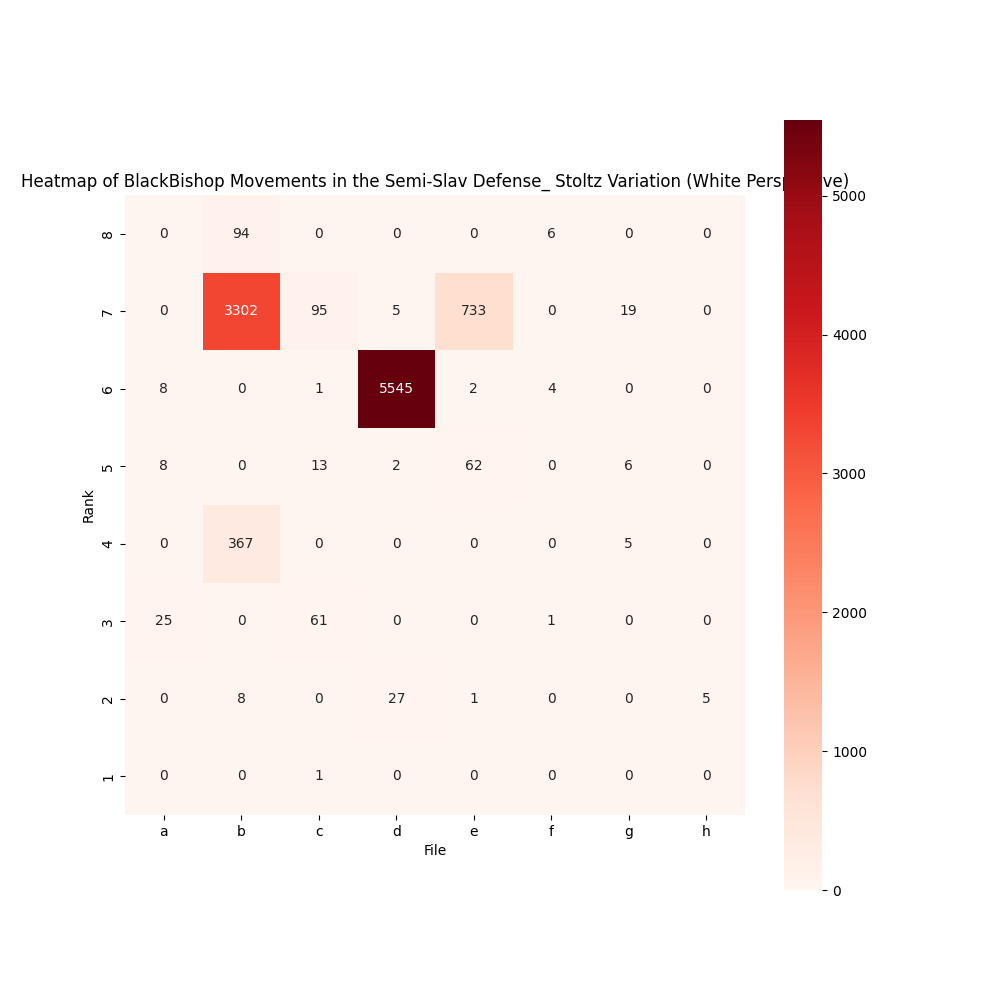 Heatmap of BlackBishop Movements in the Semi-Slav Defense_ Stoltz Variation (White Perspective)
8 0 94 0 0 0 6 0 0
7 0 3302 95 5 733 0 19 0
6 8 0 1 5545 2 4 0 0
5 8 0 13 2 62 0 6 0
4 0 367 0 0 0 0 5 0
3 25 0 61 0 0 1 0 0
2 0 8 0 27 1 0 0 5
1 0 0 1 0 0 0 0 0
a b c d e f g h
File
Rank
5000
4000
3000
2000
1000
0